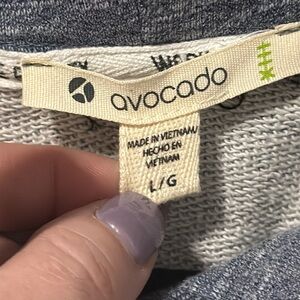 avocado
MADE IN VIETNAM/
HECHO EN
VIETNAM
L/G